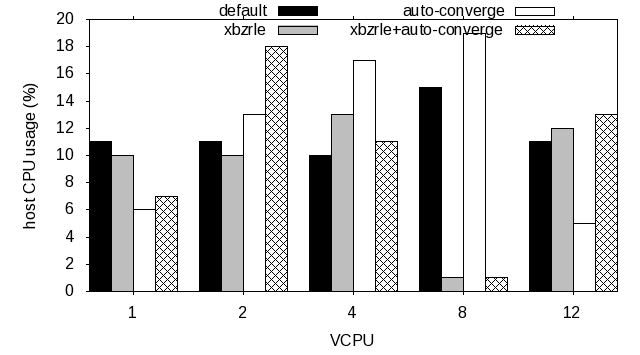 default auto-converge
xbzrle xbzrle+auto-converge
20
18
16
14
12
10
8
6
4
2
0
host CPU usage (%)
1 2 4 8 12
VCPU